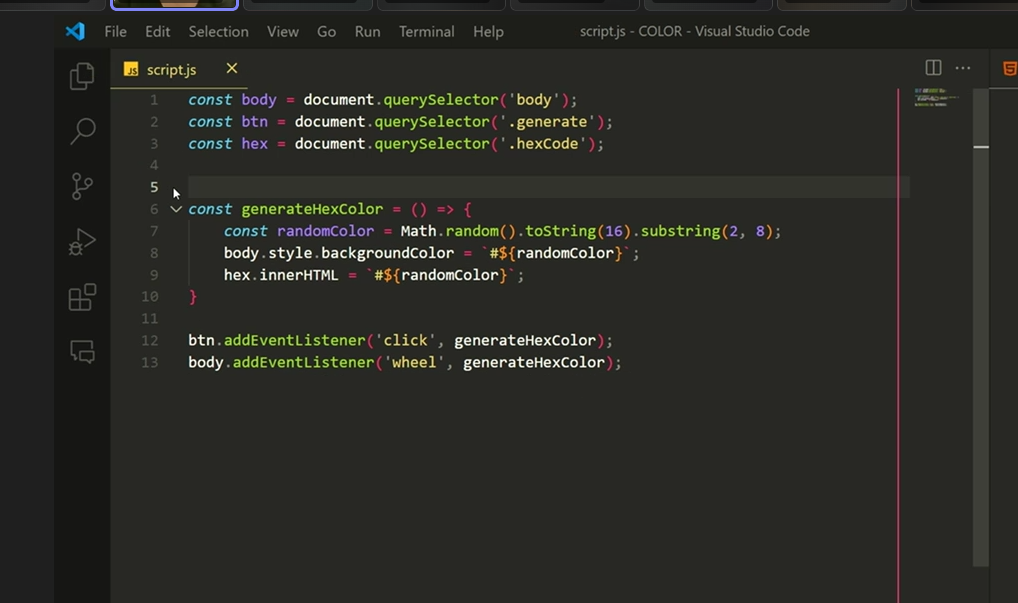 File Edit Selection View Go Run Terminal Help script.js - COLOR - Visual Studio Code
JS script.js
1 const body = document.querySelector('body');
2 const btn = document.querySelector('.generate');
3 const hex = document.querySelector('.hexCode');
4
5
6 const generateHexColor = () => {
7 const randomColor = Math.random().toString(16).substring(2, 8);
8 body.style.backgroundColor = `#${randomColor}`;
9 hex.innerHTML = `#${randomColor}`;
10 }
11
12 btn.addEventListener('click', generateHexColor);
13 body.addEventListener('wheel', generateHexColor);